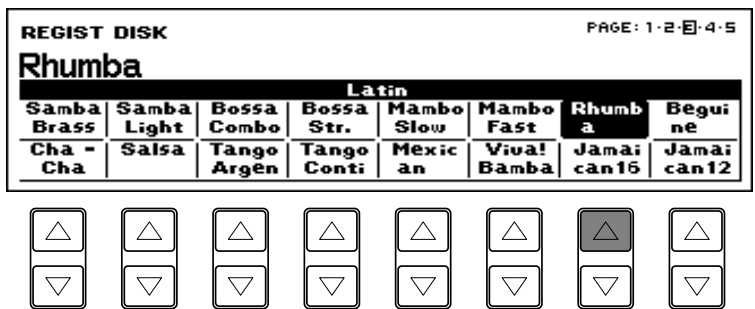 REGIST DISK PAGE: 1·2·3·4·5
Rhumba
Latin
Samba Samba Bossa Bossa Mambo Mambo Rhumb Begui
Brass Light Combo Str. Slow Fast a ne
Cha - Salsa Tango Tango Mexic Viva! Jamai Jamai
Cha Argen Conti an Bamba can16 can12